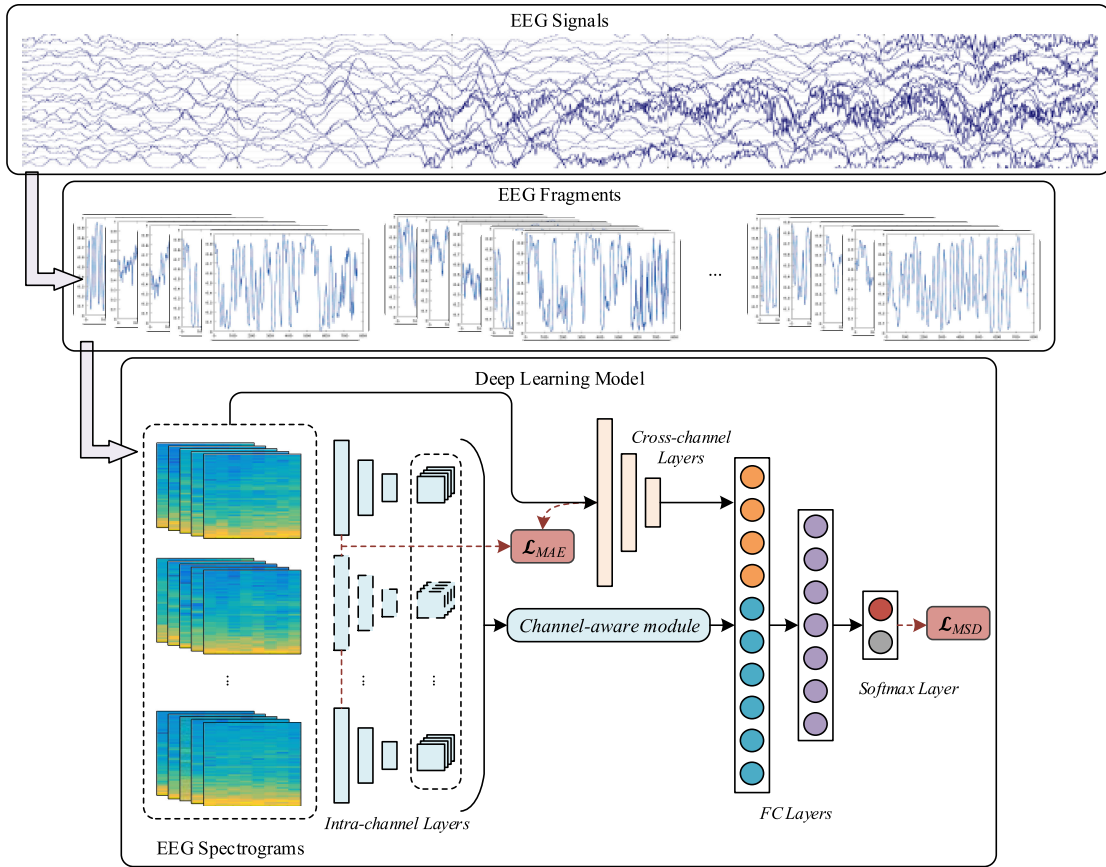 EEG Signals
EEG Fragments
...
Deep Learning Model
Cross-channel
Layers
𝓛MAE
Channel-aware module
𝓛MSD
Softmax Layer
...
...
...
Intra-channel Layers
FC Layers
EEG Spectrograms